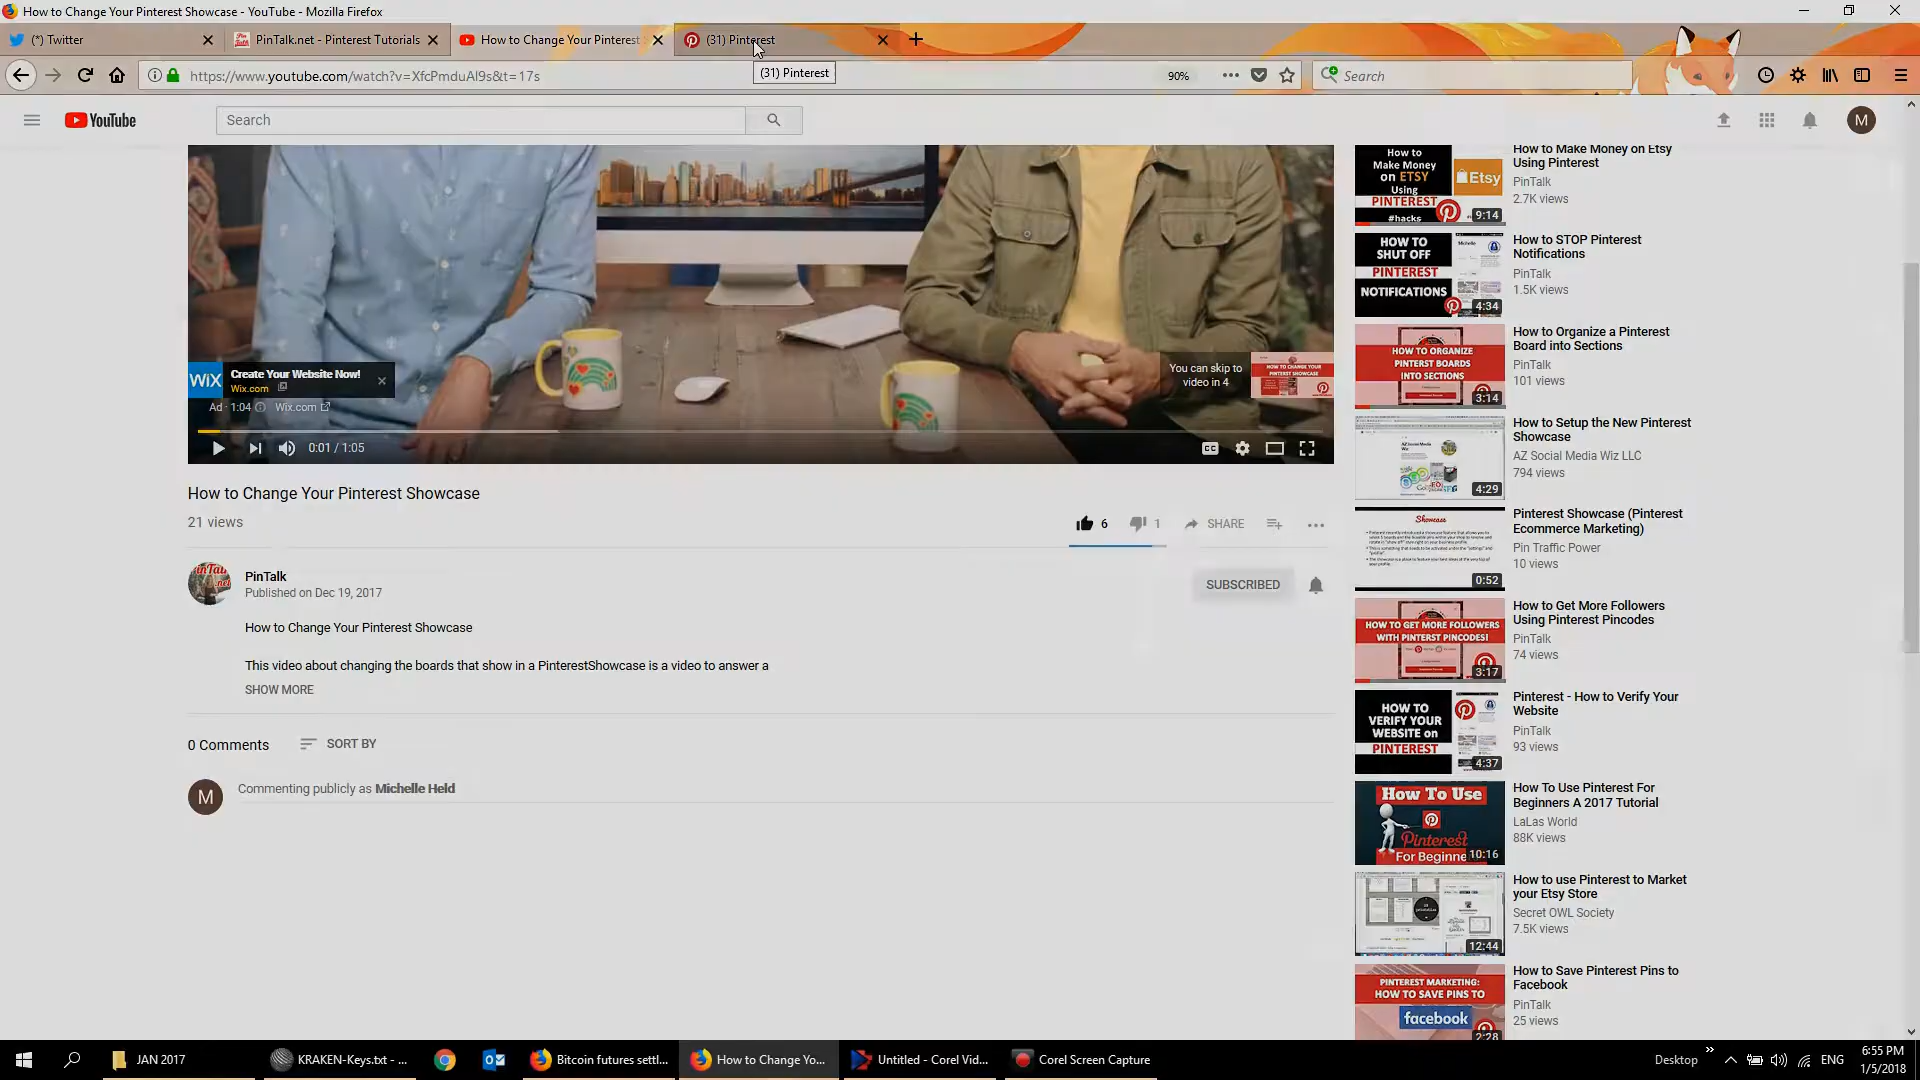 How to Change Your Pinterest Showcase - YouTube - Mozilla Firefox
(*) Twitter
PinTalk.net - Pinterest Tutorials
How to Change Your Pinterest
(31) Pinterest
https://www.youtube.com/watch?v=XfcPmduAl9s&t=17s
(31) Pinterest
90%
Search
YouTube
Search
M
WiX
Create Your Website Now!
Wix.com
Ad · 1:04
Wix.com
You can skip to
video in 4
HOW TO CHANGE YOUR
PINTEREST SHOWCASE
0:01 / 1:05
CC
How to Change Your Pinterest Showcase
21 views
6
1
SHARE
PinTalk
Published on Dec 19, 2017
SUBSCRIBED
How to Change Your Pinterest Showcase
This video about changing the boards that show in a PinterestShowcase is a video to answer a
SHOW MORE
0 Comments
SORT BY
M
Commenting publicly as Michelle Held
How to
Make Money
on ETSY
Using
PINTEREST
#hacks
Etsy
9:14
How to Make Money on Etsy
Using Pinterest
PinTalk
2.7K views
HOW TO
SHUT OFF
PINTEREST
NOTIFICATIONS
4:34
How to STOP Pinterest
Notifications
PinTalk
1.5K views
HOW TO ORGANIZE
PINTERST BOARDS
INTO SECTIONS
3:14
How to Organize a Pinterest
Board into Sections
PinTalk
101 views
4:29
How to Setup the New Pinterest
Showcase
AZ Social Media Wiz LLC
794 views
Showcase
0:52
Pinterest Showcase (Pinterest
Ecommerce Marketing)
Pin Traffic Power
10 views
HOW TO GET MORE FOLLOWERS
WITH PINTERST PINCODES!
3:17
How to Get More Followers
Using Pinterest Pincodes
PinTalk
74 views
HOW TO
VERIFY YOUR
WEBSITE on
PINTEREST
4:37
Pinterest - How to Verify Your
Website
PinTalk
93 views
How To Use
Pinterest
For Beginne
10:16
How To Use Pinterest For
Beginners A 2017 Tutorial
LaLas World
88K views
12:44
How to use Pinterest to Market
your Etsy Store
Secret OWL Society
7.5K views
PINTEREST MARKETING:
HOW TO SAVE PINS TO
facebook
2:28
How to Save Pinterest Pins to
Facebook
PinTalk
25 views
JAN 2017
KRAKEN-Keys.txt - ...
Bitcoin futures settl...
How to Change Yo...
Untitled - Corel Vid...
Corel Screen Capture
Desktop
ENG
6:55 PM
1/5/2018